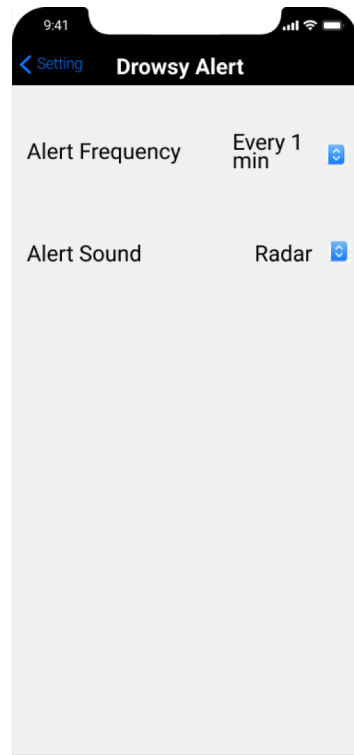 9:41
Setting
Drowsy Alert
Alert Frequency
Every 1
min
Alert Sound
Radar